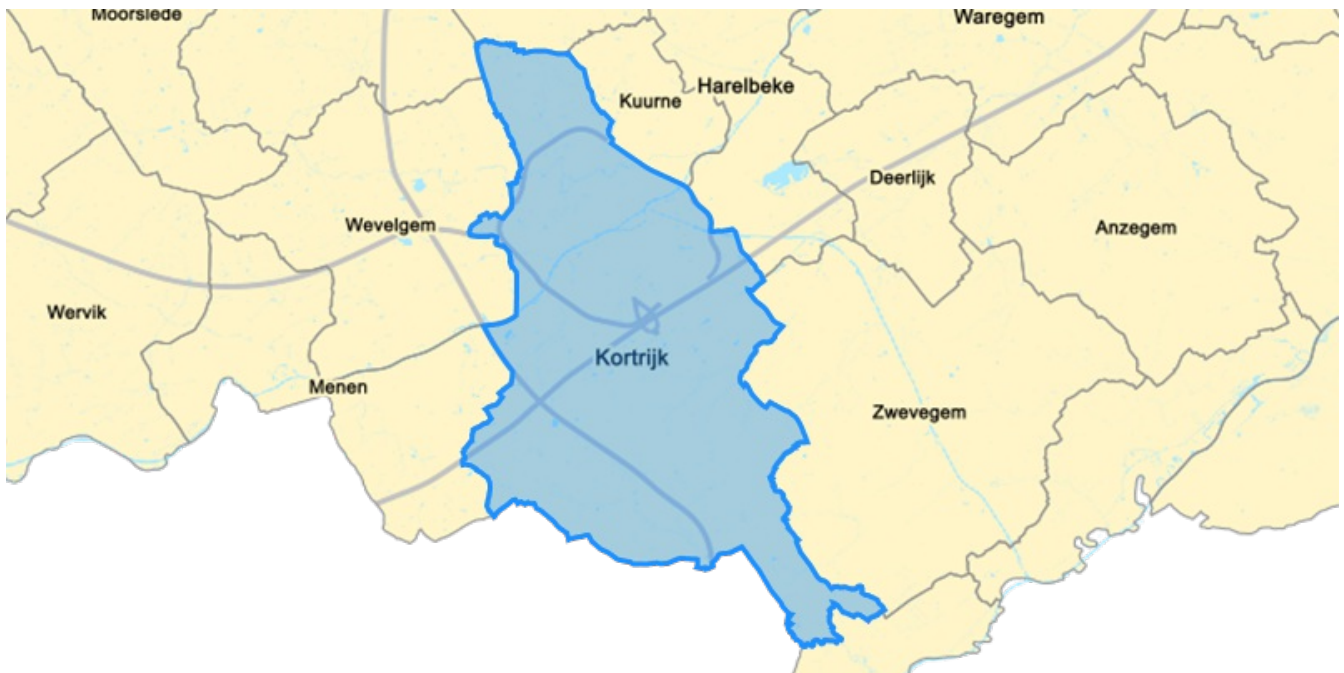 Moorslede
Waregem
Harelbeke
Kuurne
Deerlijk
Wevelgem
Anzegem
Wervik
Kortrijk
Menen
Zwevegem